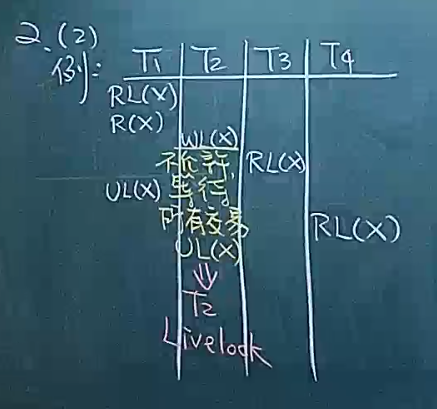 2.(2)
例:
T1 T2 T3 T4
RL(X)
R(X)
WL(X)
不允許, RL(X)
UL(X) 等待
所有交易
UL(X) RL(X)
⇓
T2
Livelock